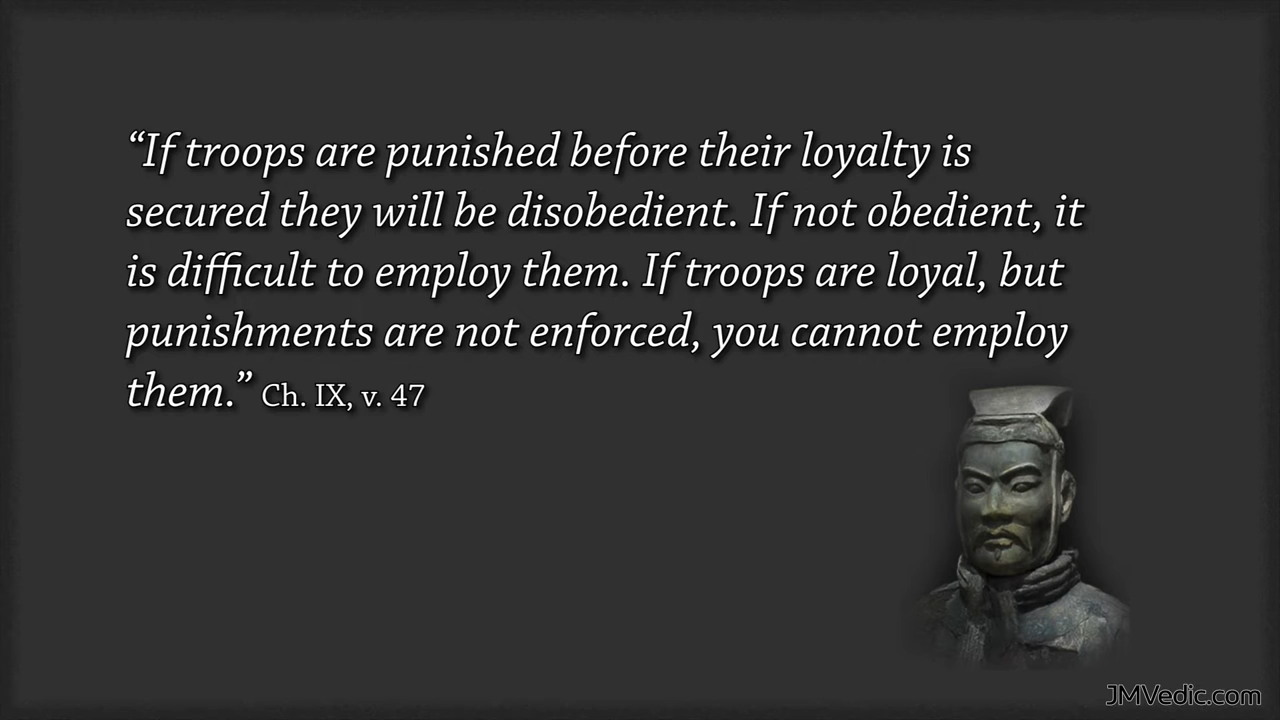 “If troops are punished before their loyalty is
secured they will be disobedient. If not obedient, it
is difficult to employ them. If troops are loyal, but
punishments are not enforced, you cannot employ
them.” Ch. IX, v. 47
JMVedic.com